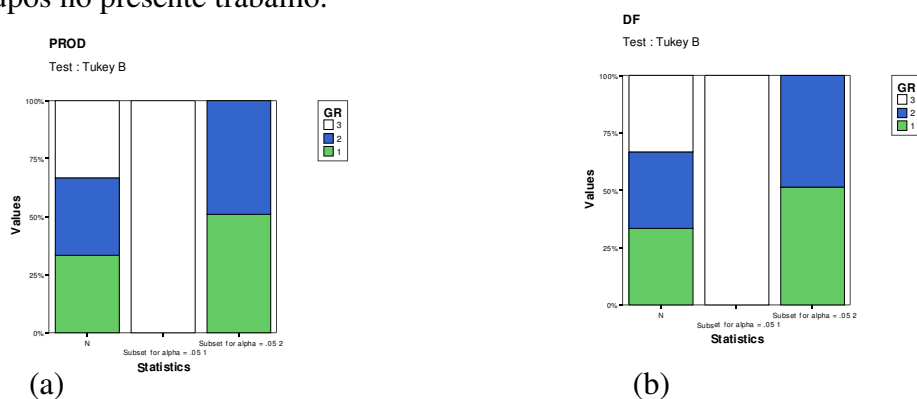 upos no presente trabalho.
PROD
Test : Tukey B
100%
75%
50%
25%
0%
Values
N
Subset for alpha = .05 1
Subset for alpha = .05 2
Statistics
GR
3
2
1
(a)
DF
Test : Tukey B
100%
75%
50%
25%
0%
Values
N
Subset for alpha = .05 1
Subset for alpha = .05 2
Statistics
GR
3
2
1
(b)